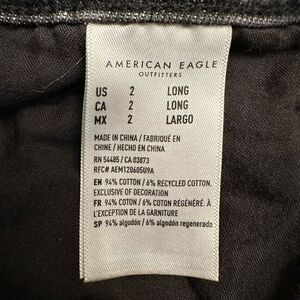 AMERICAN EAGLE
OUTFITTERS
US 2 LONG
CA 2 LONG
MX 2 LARGO
MADE IN CHINA / FABRIQUÉ EN
CHINE / HECHO EN CHINA
RN 54485 / CA 03873
RFC# AEM120605U9A
EN 94% COTTON / 6% RECYCLED COTTON.
EXCLUSIVE OF DECORATION
FR 94% COTON / 6% COTON RÉGÉNÉRÉ. À
L'EXCEPTION DE LA GARNITURE
SP 94% algodón / 6% algodón regenerado